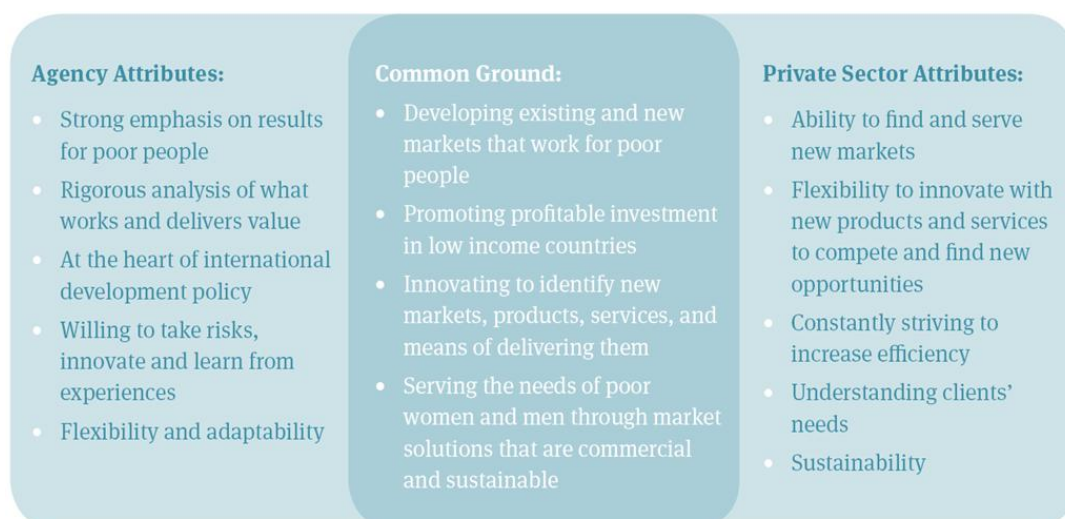 Agency Attributes:
• Strong emphasis on results
for poor people
• Rigorous analysis of what
works and delivers value
• At the heart of international
development policy
• Willing to take risks,
innovate and learn from
experiences
• Flexibility and adaptability
Common Ground:
• Developing existing and new
markets that work for poor
people
• Promoting profitable investment
in low income countries
• Innovating to identify new
markets, products, services, and
means of delivering them
• Serving the needs of poor
women and men through market
solutions that are commercial
and sustainable
Private Sector Attributes:
• Ability to find and serve
new markets
• Flexibility to innovate with
new products and services
to compete and find new
opportunities
• Constantly striving to
increase efficiency
• Understanding clients’
needs
• Sustainability